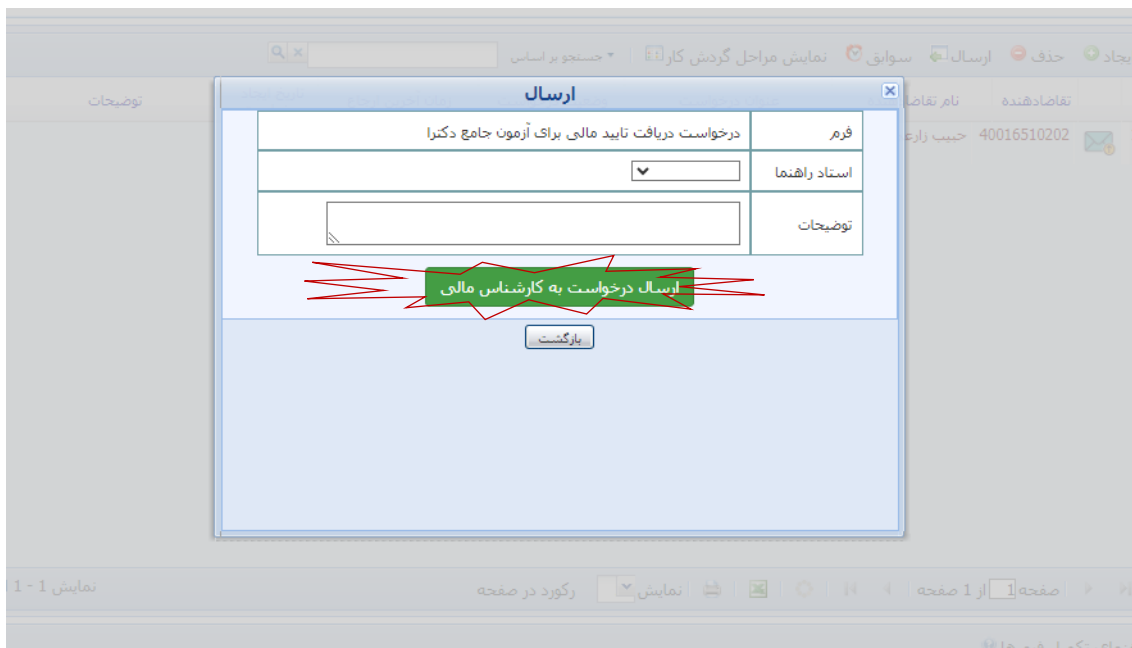 ایجاد حذف ارسال سوابق نمایش مراحل گردش کار جستجو بر اساس
تقاضادهنده نام تقاضا توضیحات
40016510202 حبیب
ارسال
فرم درخواست دریافت تایید مالی برای آزمون جامع دکترا
استاد راهنما
توضیحات
ارسال درخواست به کارشناس مالی
بازگشت
صفحه 1 از 1 صفحه نمایش رکورد در صفحه نمایش 1 - 1